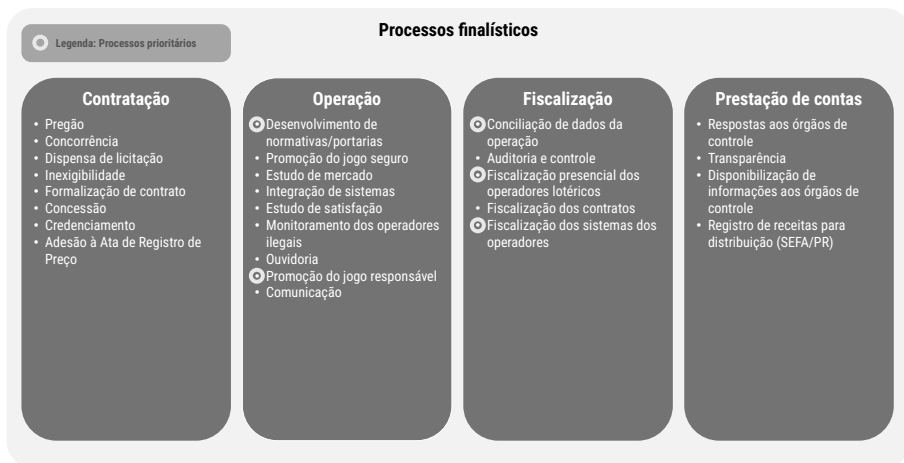 Processos finalísticos
Legenda: Processos prioritários
Contratação
• Pregão
• Concorrência
• Dispensa de licitação
• Inexigibilidade
• Formalização de contrato
• Concessão
• Credenciamento
• Adesão à Ata de Registro de
Preço
Operação
Desenvolvimento de
normativas/portarias
• Promoção do jogo seguro
• Estudo de mercado
• Integração de sistemas
• Estudo de satisfação
• Monitoramento dos operadores
ilegais
• Ouvidoria
Promoção do jogo responsável
• Comunicação
Fiscalização
Conciliação de dados da
operação
• Auditoria e controle
Fiscalização presencial dos
operadores lotéricos
• Fiscalização dos contratos
Fiscalização dos sistemas dos
operadores
Prestação de contas
• Respostas aos órgãos de
controle
• Transparência
• Disponibilização de
informações aos órgãos de
controle
• Registro de receitas para
distribuição (SEFA/PR)